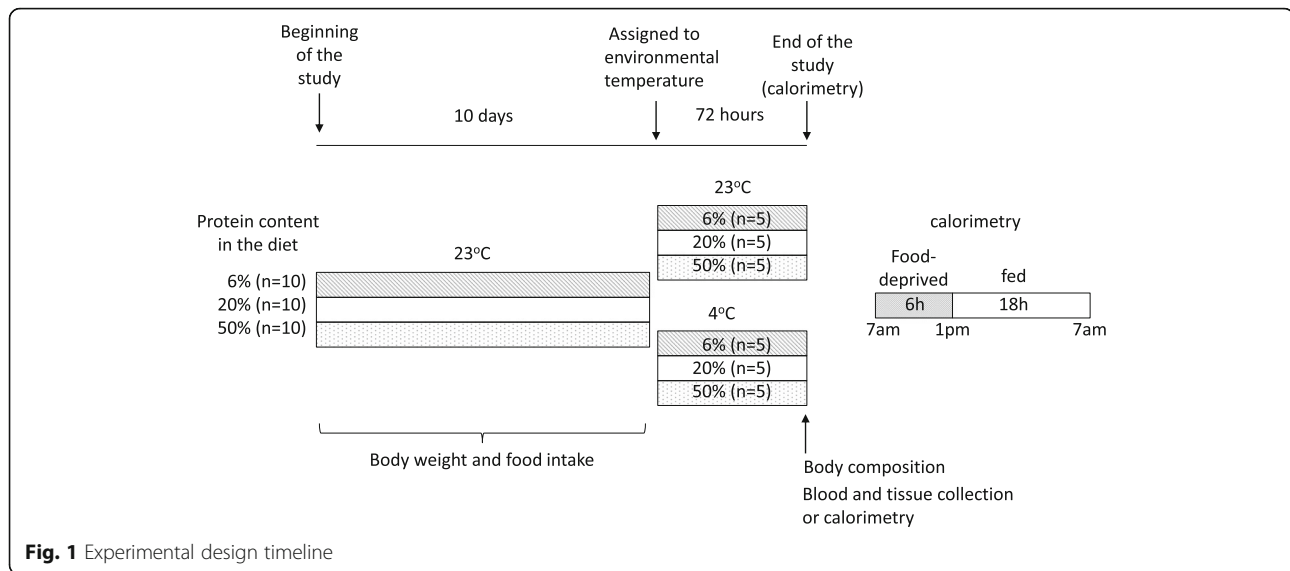 Beginning
of the
study
Assigned to
environmental
temperature
End of the
study
(calorimetry)
10 days
72 hours
Protein content
in the diet
6% (n=10)
20% (n=10)
50% (n=10)
23°C
23°C
6% (n=5)
20% (n=5)
50% (n=5)
4°C
6% (n=5)
20% (n=5)
50% (n=5)
calorimetry
Food-
deprived
fed
6h
18h
7am
1pm
7am
Body weight and food intake
Body composition
Blood and tissue collection
or calorimetry
Fig. 1 Experimental design timeline